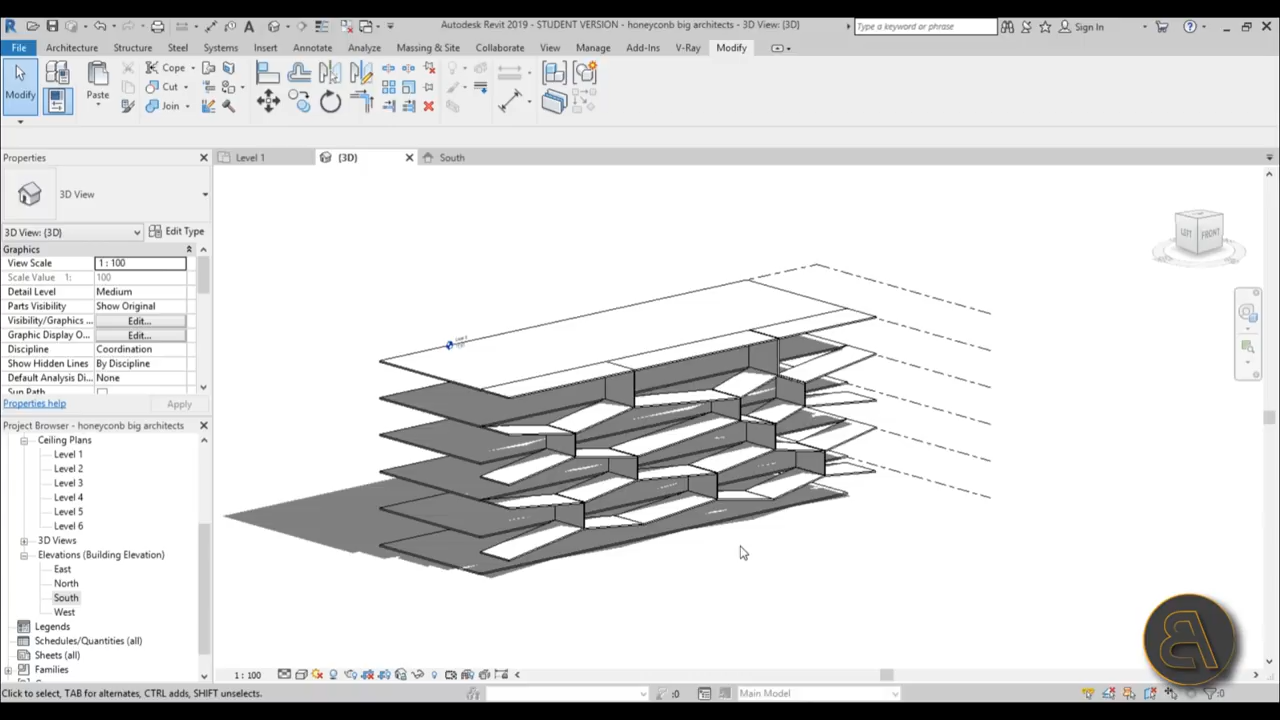 Autodesk Revit 2019 - STUDENT VERSION - honeyconb big architects - 3D View: {3D}
Type a keyword or phrase
Sign In
File Architecture Structure Steel Systems Insert Annotate Analyze Massing & Site Collaborate View Manage Add-Ins V-Ray Modify
Modify
Paste
Cope
Cut
Join
Properties
Level 1
{3D}
South
3D View
3D View: {3D}
Edit Type
Graphics
View Scale 1 : 100
Scale Value 1: 100
Detail Level Medium
Parts Visibility Show Original
Visibility/Graphics ... Edit...
Graphic Display O... Edit...
Discipline Coordination
Show Hidden Lines By Discipline
Default Analysis Di... None
Sun Path
Properties help
Apply
Project Browser - honeyconb big architects
Ceiling Plans
Level 1
Level 2
Level 3
Level 4
Level 5
Level 6
3D Views
Elevations (Building Elevation)
East
North
South
West
Legends
Schedules/Quantities (all)
Sheets (all)
Families
LEFT
FRONT
1 : 100
Click to select, TAB for alternates, CTRL adds, SHIFT unselects.
:0
Main Model
:0